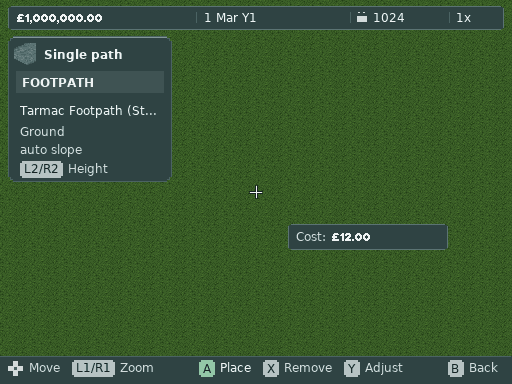 £1,000,000.00 1 Mar Y1 1024 1x
Single path
FOOTPATH
Tarmac Footpath (St...
Ground
auto slope
L2/R2 Height
Cost: £12.00
Move L1/R1 Zoom A Place X Remove Y Adjust B Back